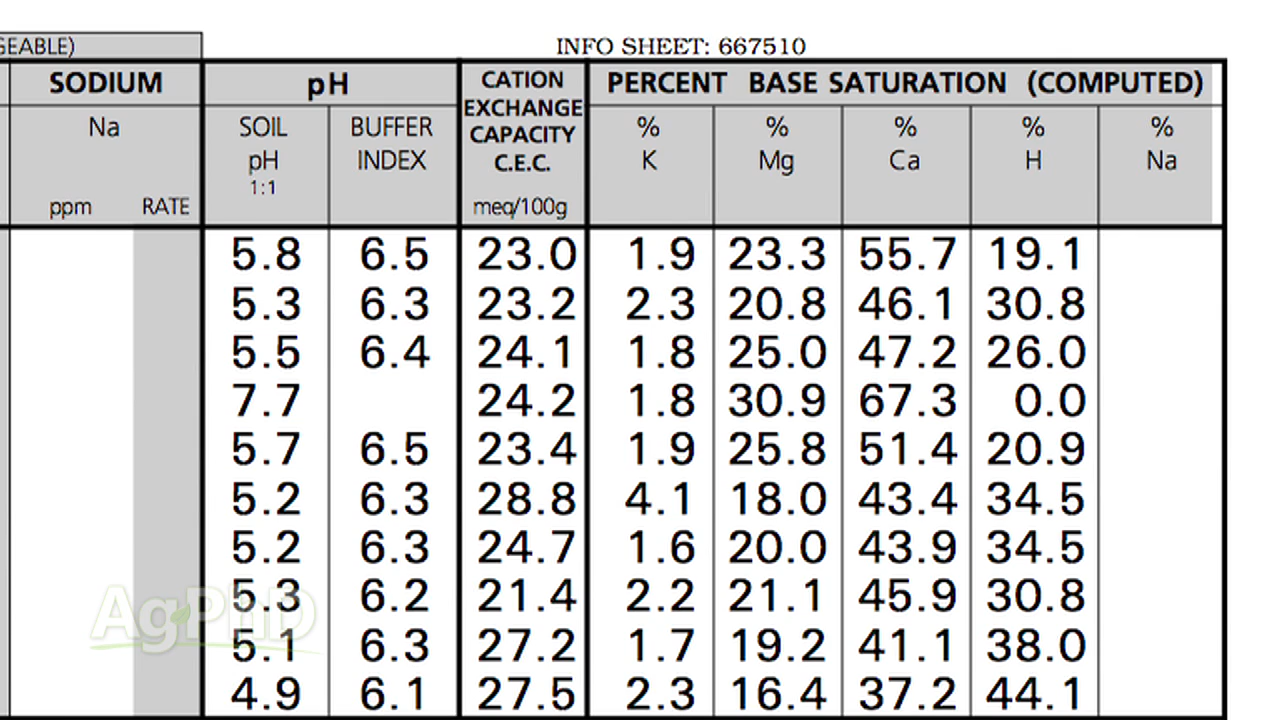 GEABLE)
INFO SHEET: 667510
SODIUM pH CATION EXCHANGE CAPACITY C.E.C. PERCENT BASE SATURATION (COMPUTED)
Na SOIL BUFFER % % % % %
pH INDEX K Mg Ca H Na
1:1
ppm RATE meq/100g
5.8 6.5 23.0 1.9 23.3 55.7 19.1
5.3 6.3 23.2 2.3 20.8 46.1 30.8
5.5 6.4 24.1 1.8 25.0 47.2 26.0
7.7 24.2 1.8 30.9 67.3 0.0
5.7 6.5 23.4 1.9 25.8 51.4 20.9
5.2 6.3 28.8 4.1 18.0 43.4 34.5
5.2 6.3 24.7 1.6 20.0 43.9 34.5
5.3 6.2 21.4 2.2 21.1 45.9 30.8
AgPhD
5.1 6.3 27.2 1.7 19.2 41.1 38.0
4.9 6.1 27.5 2.3 16.4 37.2 44.1